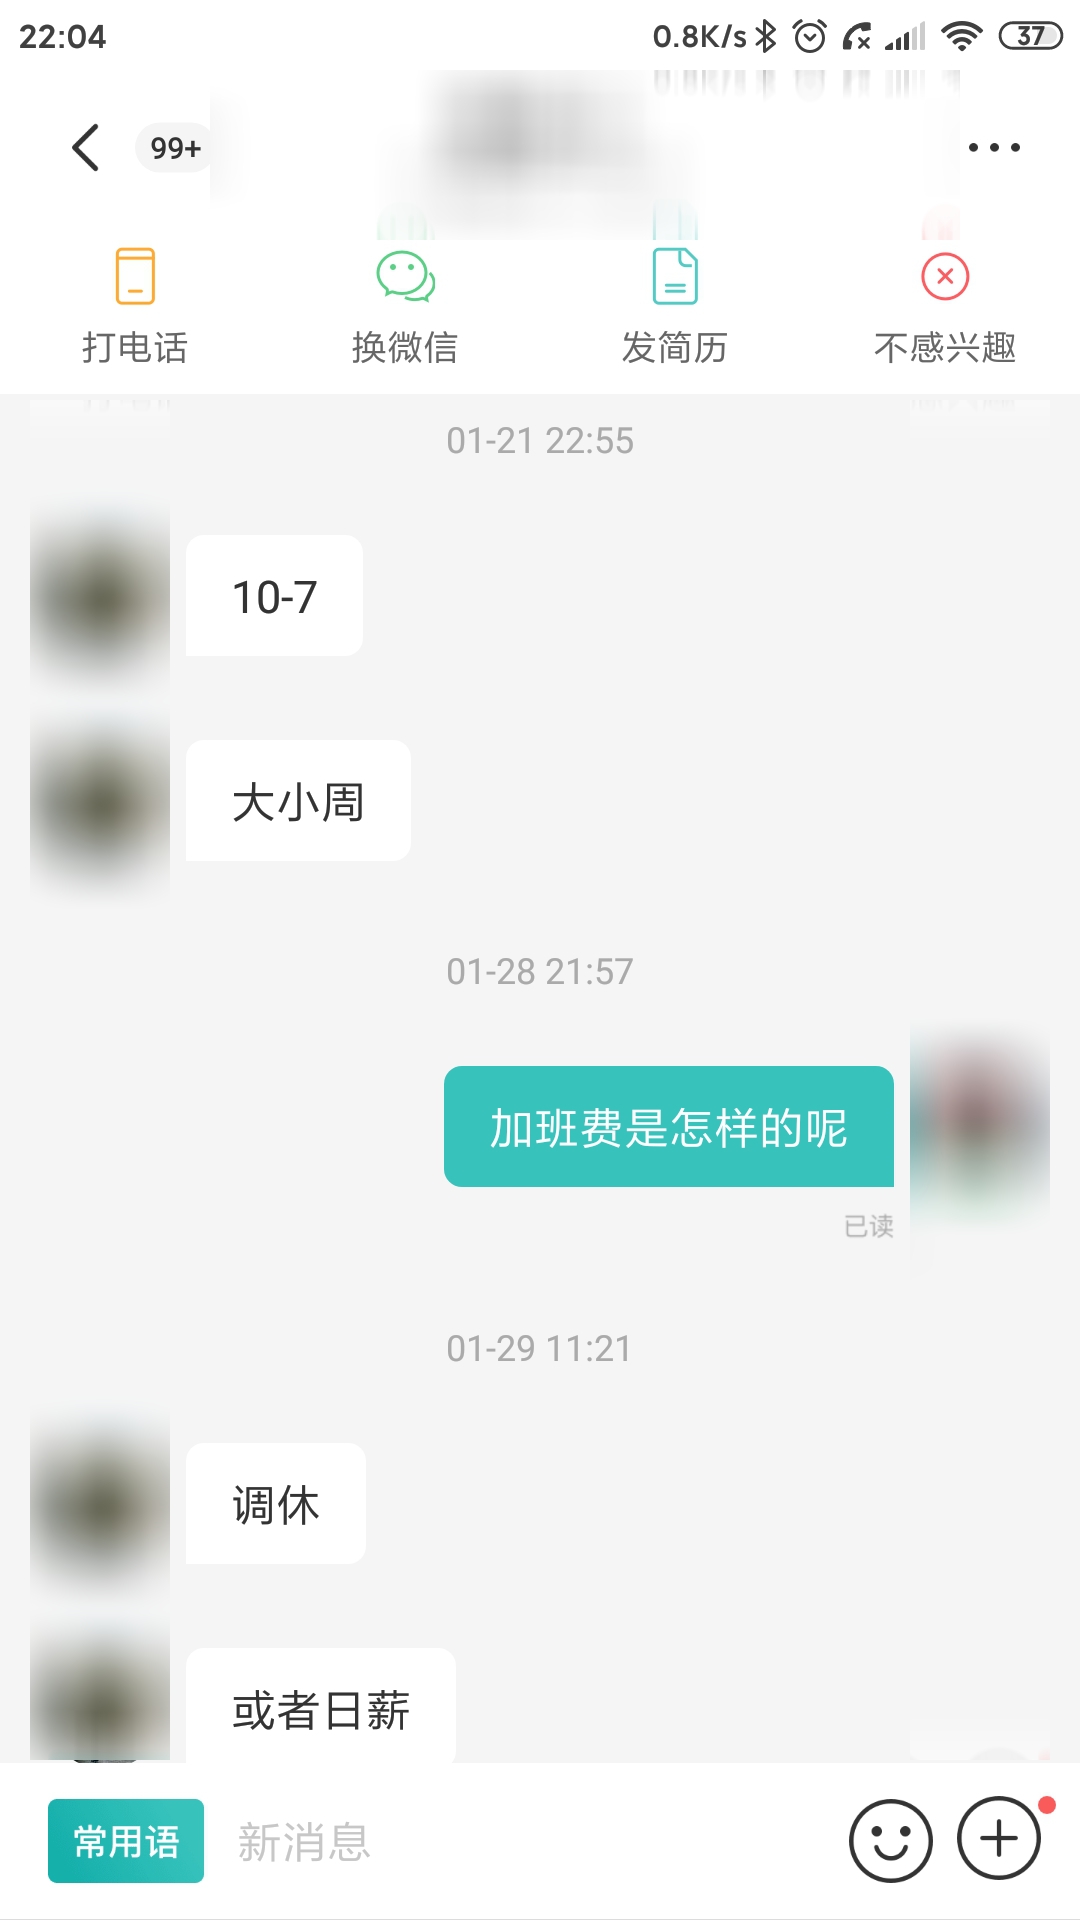 22:04 0.8K/s 37
99+
打电话 换微信 发简历 不感兴趣
01-21 22:55
10-7
大小周
01-28 21:57
加班费是怎样的呢
已读
01-29 11:21
调休
或者日薪
常用语 新消息